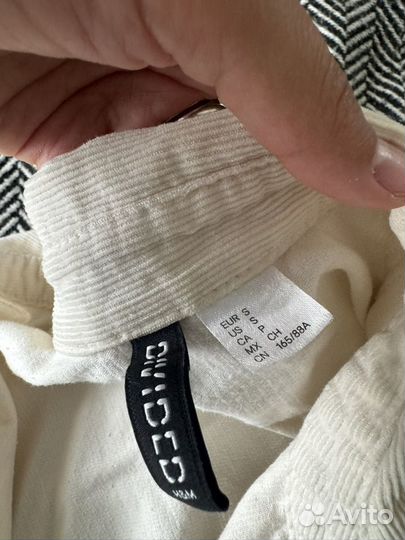 EUR S
US S
CA P
MX CH
CN 165/88A
DIVIDED
H&M
Avito